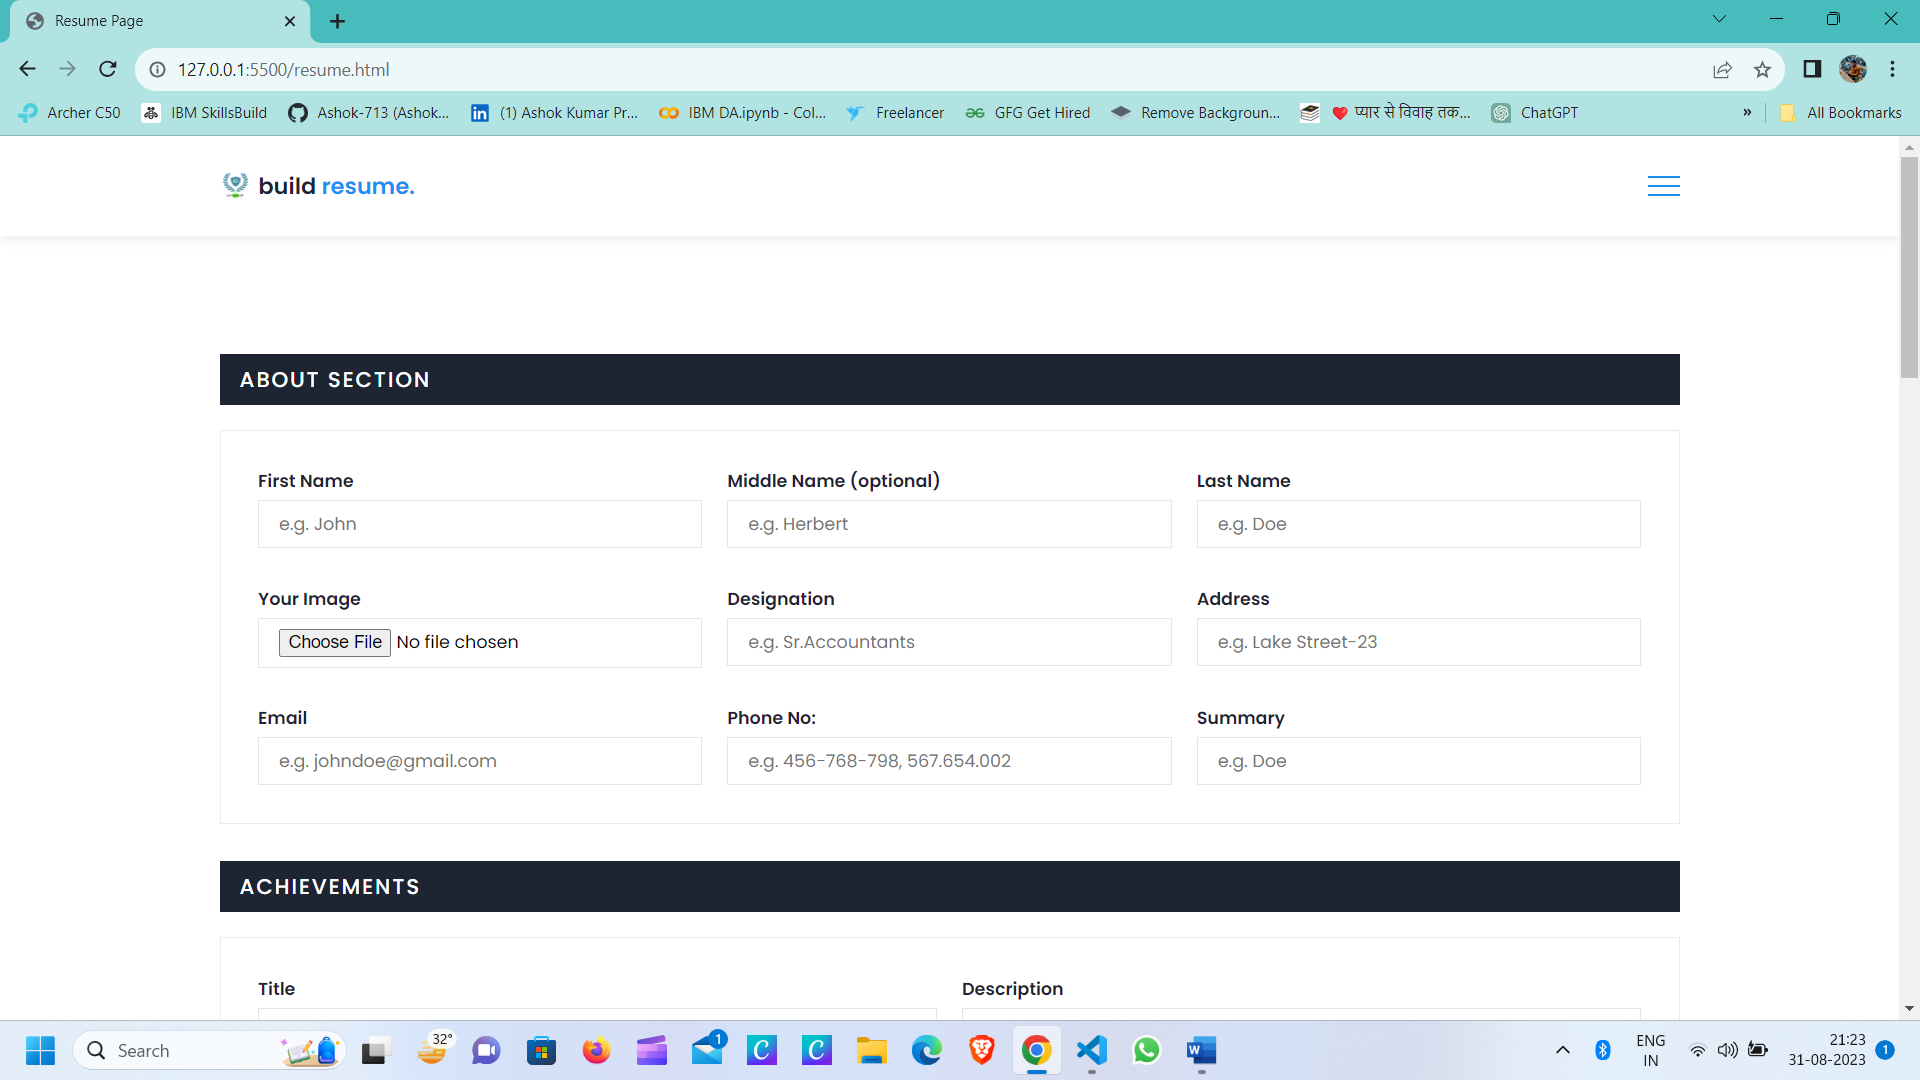 Resume Page
127.0.0.1:5500/resume.html
Archer C50
IBM SkillsBuild
Ashok-713 (Ashok...
(1) Ashok Kumar Pr...
IBM DA.ipynb - Col...
Freelancer
GFG Get Hired
Remove Backgroun...
❤️ प्यार से विवाह तक...
ChatGPT
»
All Bookmarks
build resume.
ABOUT SECTION
First Name
Middle Name (optional)
Last Name
e.g. John
e.g. Herbert
e.g. Doe
Your Image
Designation
Address
Choose File No file chosen
e.g. Sr.Accountants
e.g. Lake Street-23
Email
Phone No:
Summary
e.g. johndoe@gmail.com
e.g. 456-768-798, 567.654.002
e.g. Doe
ACHIEVEMENTS
Title
Description
Search
32°
1
ENG
IN
21:23
31-08-2023
1